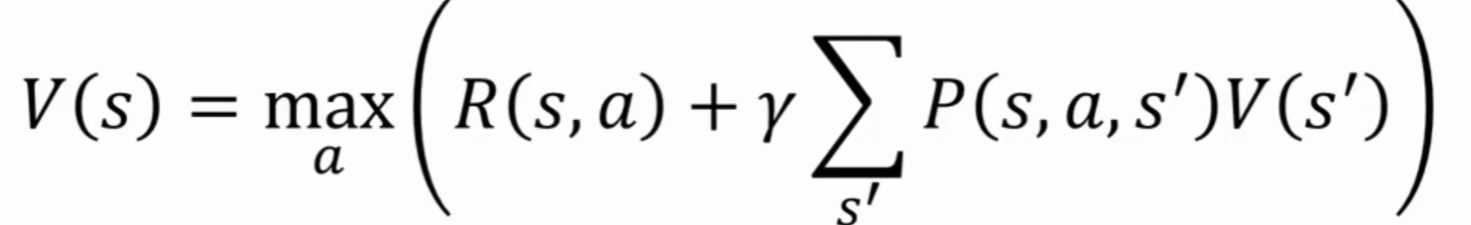 V(s) = max_a ( R(s, a) + γ ∑_{s′} P(s, a, s′)V(s′) )